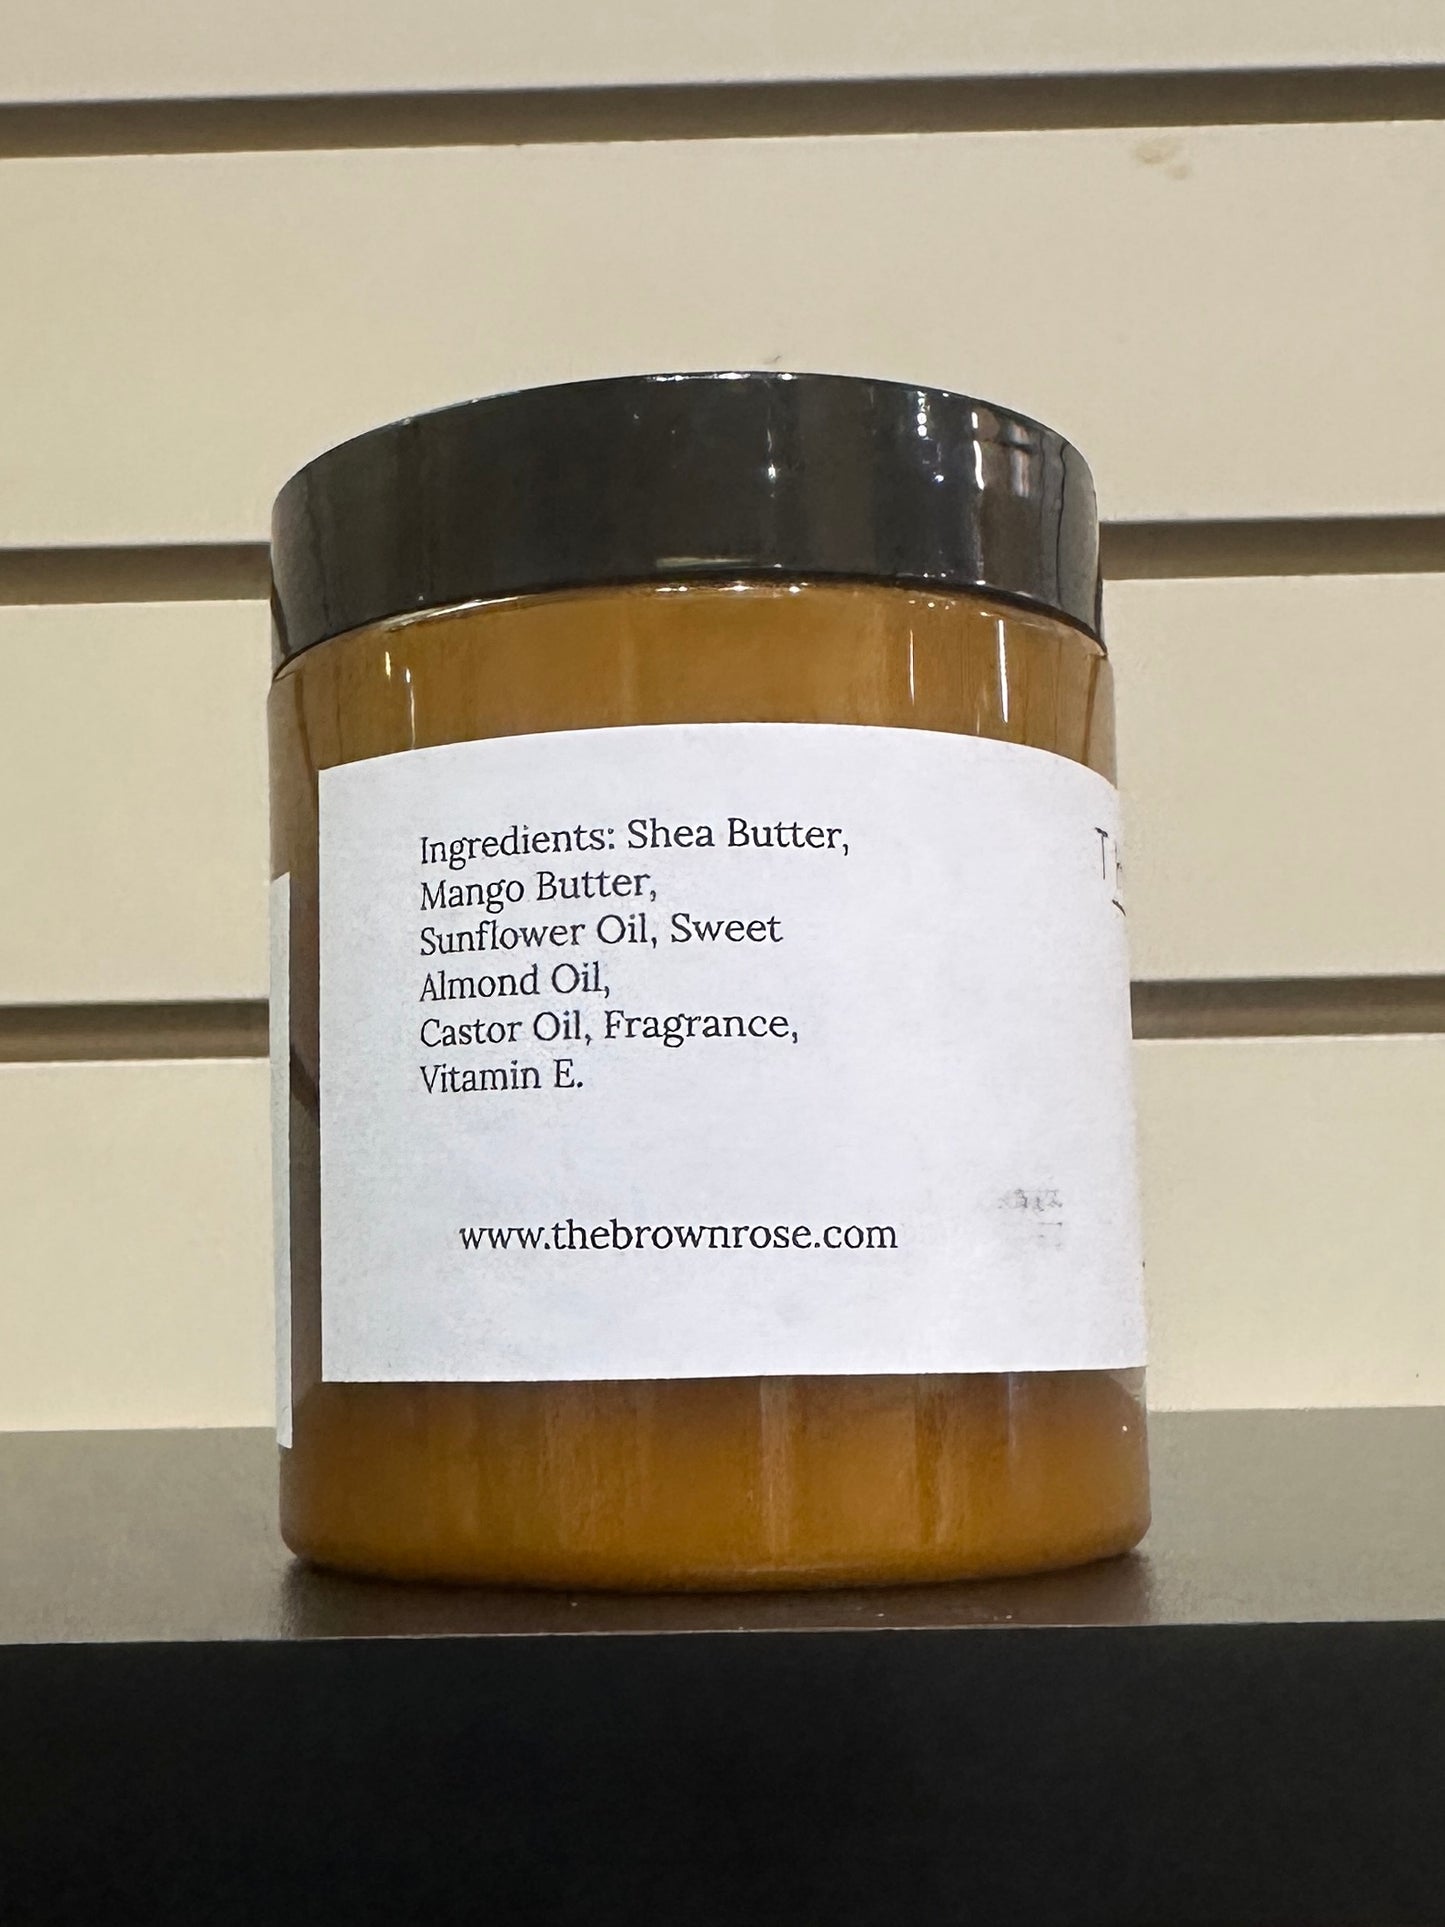 Ingredients: Shea Butter,
Mango Butter,
Sunflower Oil, Sweet
Almond Oil,
Castor Oil, Fragrance,
Vitamin E.
www.thebrownrose.com